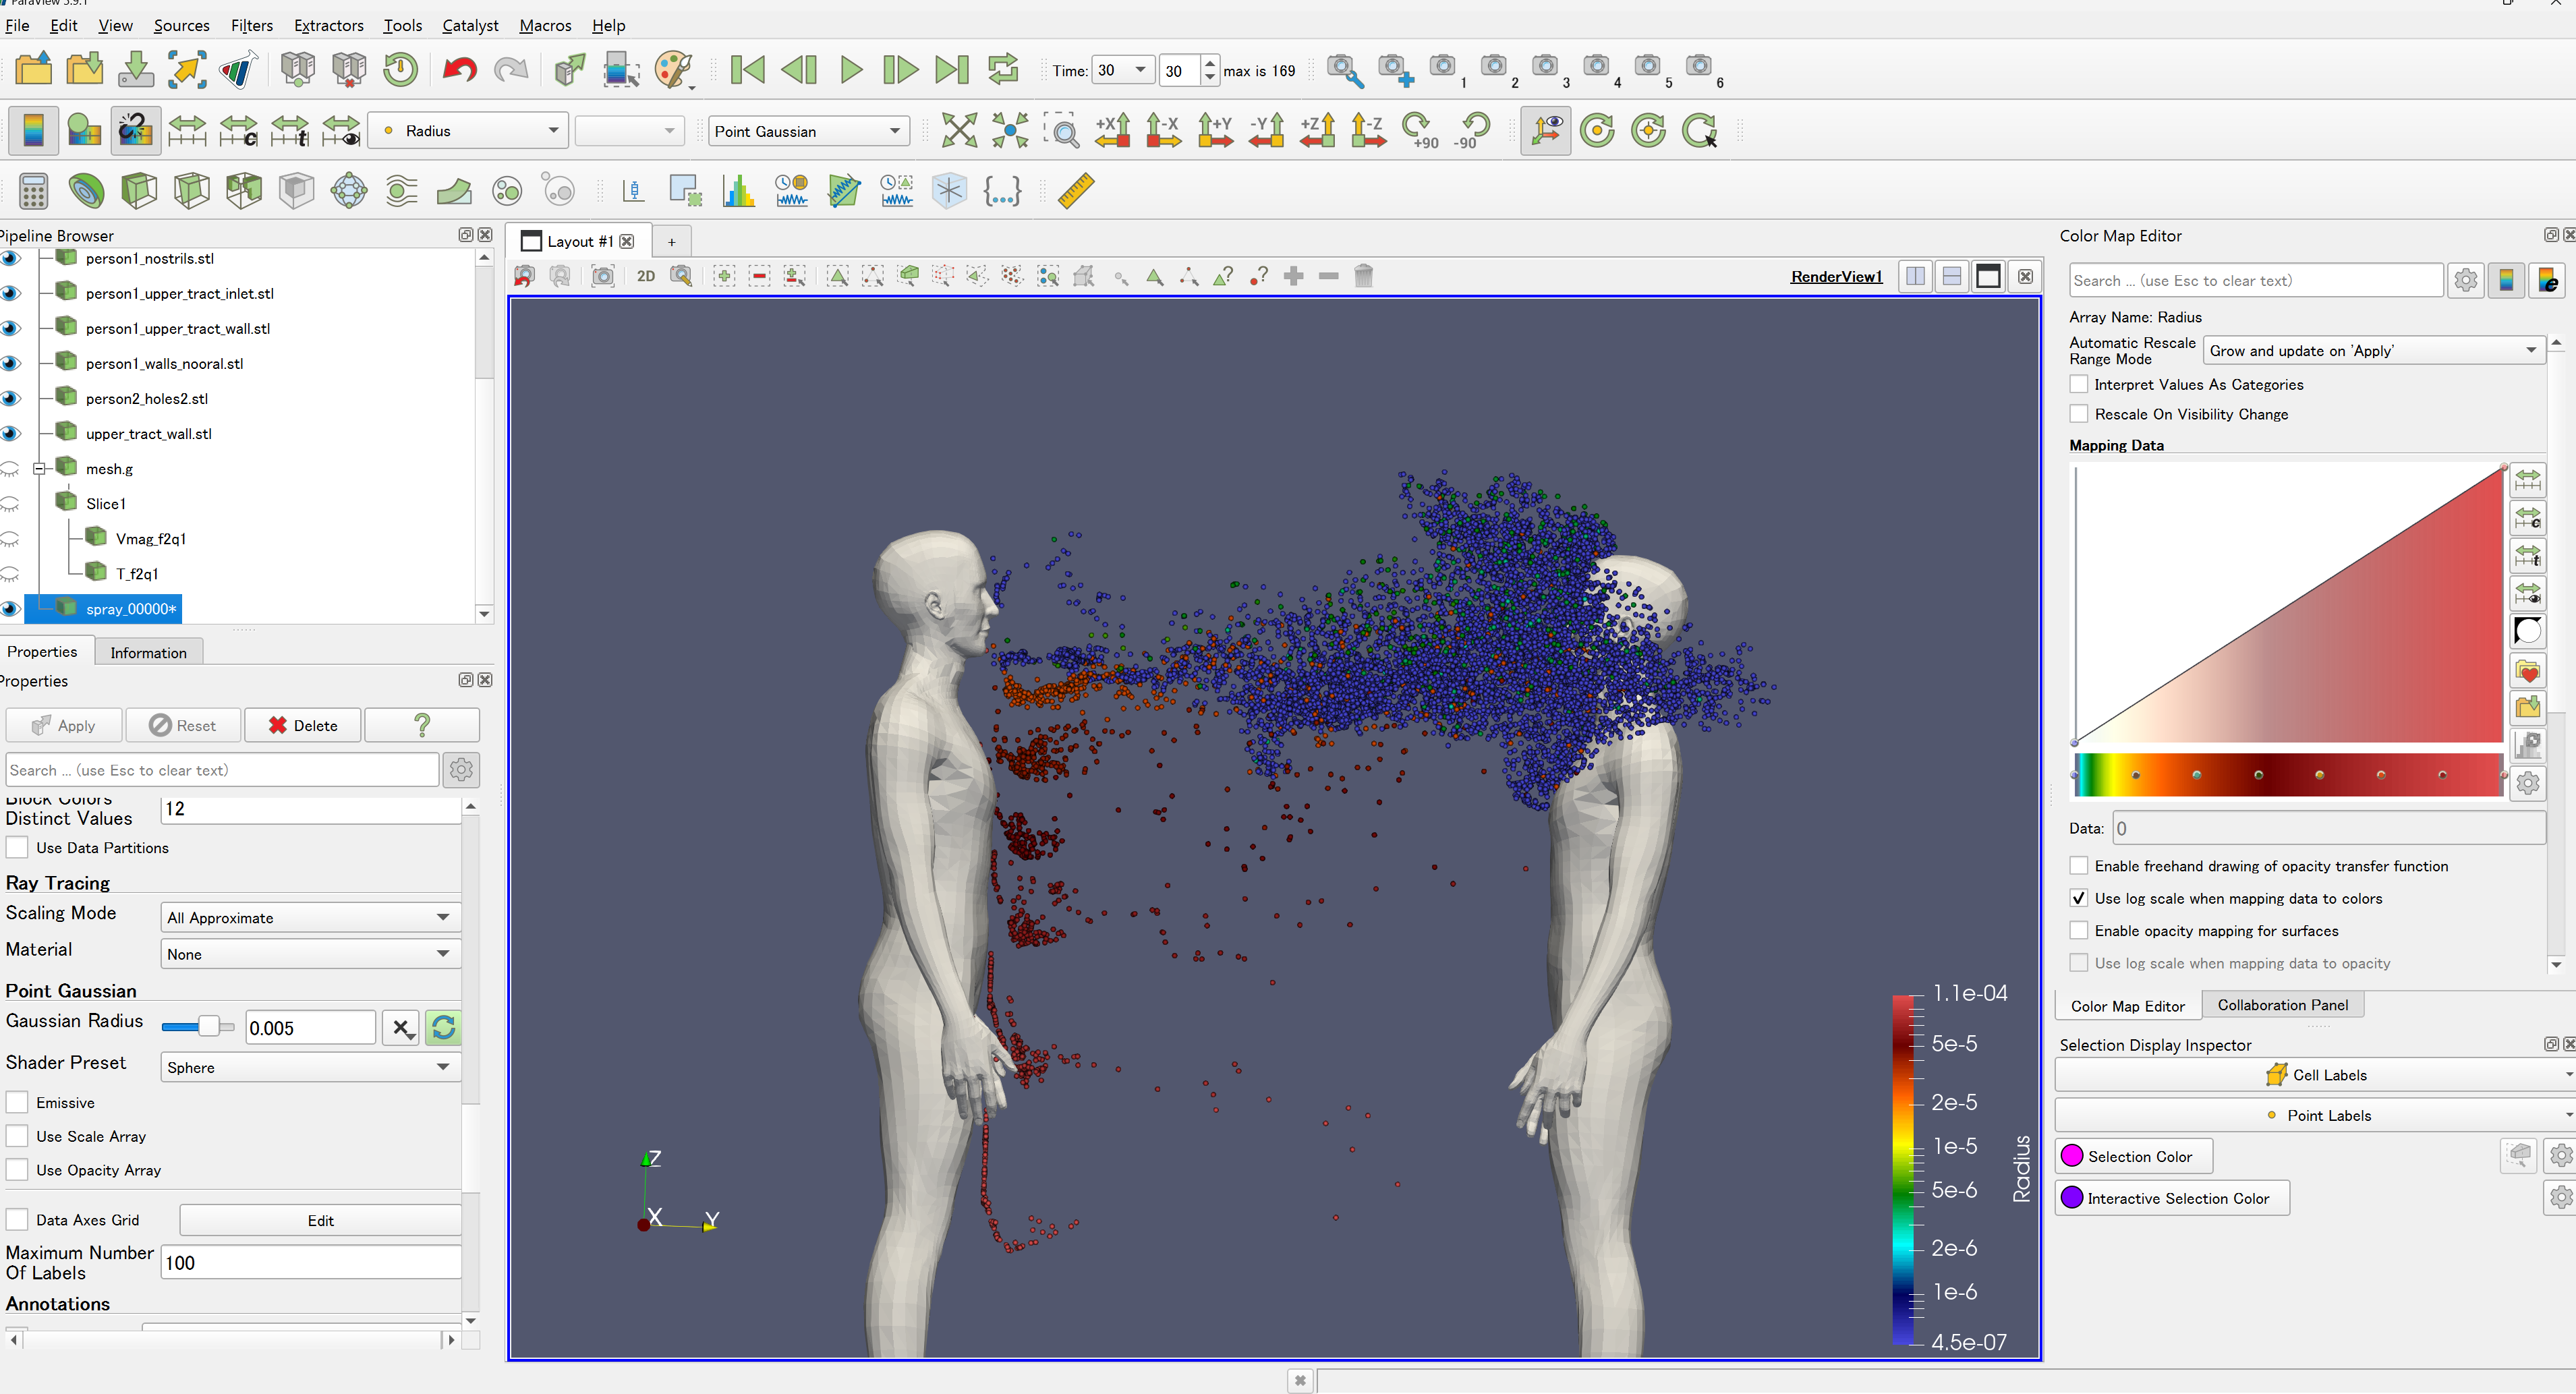 ParaView 5.9.1
File Edit View Sources Filters Extractors Tools Catalyst Macros Help
Time: 30 30 max is 169
1 2 3 4 5 6
Radius Point Gaussian +X -X +Y -Y +Z -Z +90 -90
Pipeline Browser
person1_nostrils.stl
person1_upper_tract_inlet.stl
person1_upper_tract_wall.stl
person1_walls_nooral.stl
person2_holes2.stl
upper_tract_wall.stl
mesh.g
Slice1
Vmag_f2q1
T_f2q1
spray_00000*
Properties Information
Properties
Apply Reset Delete ?
Search ... (use Esc to clear text)
Block Colors
Distinct Values 12
Use Data Partitions
Ray Tracing
Scaling Mode All Approximate
Material None
Point Gaussian
Gaussian Radius 0.005
Shader Preset Sphere
Emissive
Use Scale Array
Use Opacity Array
Data Axes Grid Edit
Maximum Number
Of Labels 100
Annotations
Layout #1 +
2D RenderView1
Z
X Y
1.1e-04
5e-5
2e-5
1e-5
5e-6
2e-6
1e-6
4.5e-07
Radius
Color Map Editor
Search ... (use Esc to clear text)
Array Name: Radius
Automatic Rescale
Range Mode Grow and update on 'Apply'
Interpret Values As Categories
Rescale On Visibility Change
Mapping Data
Data: 0
Enable freehand drawing of opacity transfer function
Use log scale when mapping data to colors
Enable opacity mapping for surfaces
Use log scale when mapping data to opacity
Color Map Editor Collaboration Panel
Selection Display Inspector
Cell Labels
Point Labels
Selection Color
Interactive Selection Color